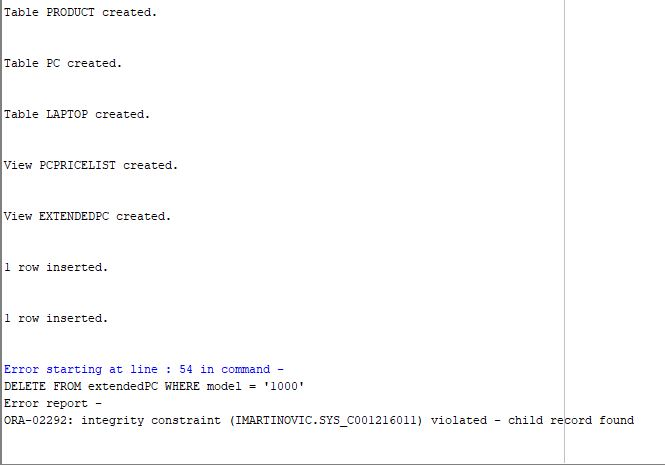 Table PRODUCT created.
Table PC created.
Table LAPTOP created.
View PCPRICELIST created.
View EXTENDEDPC created.
1 row inserted.
1 row inserted.
Error starting at line : 54 in command -
DELETE FROM extendedPC WHERE model = '1000'
Error report -
ORA-02292: integrity constraint (IMARTINOVIC.SYS_C001216011) violated - child record found